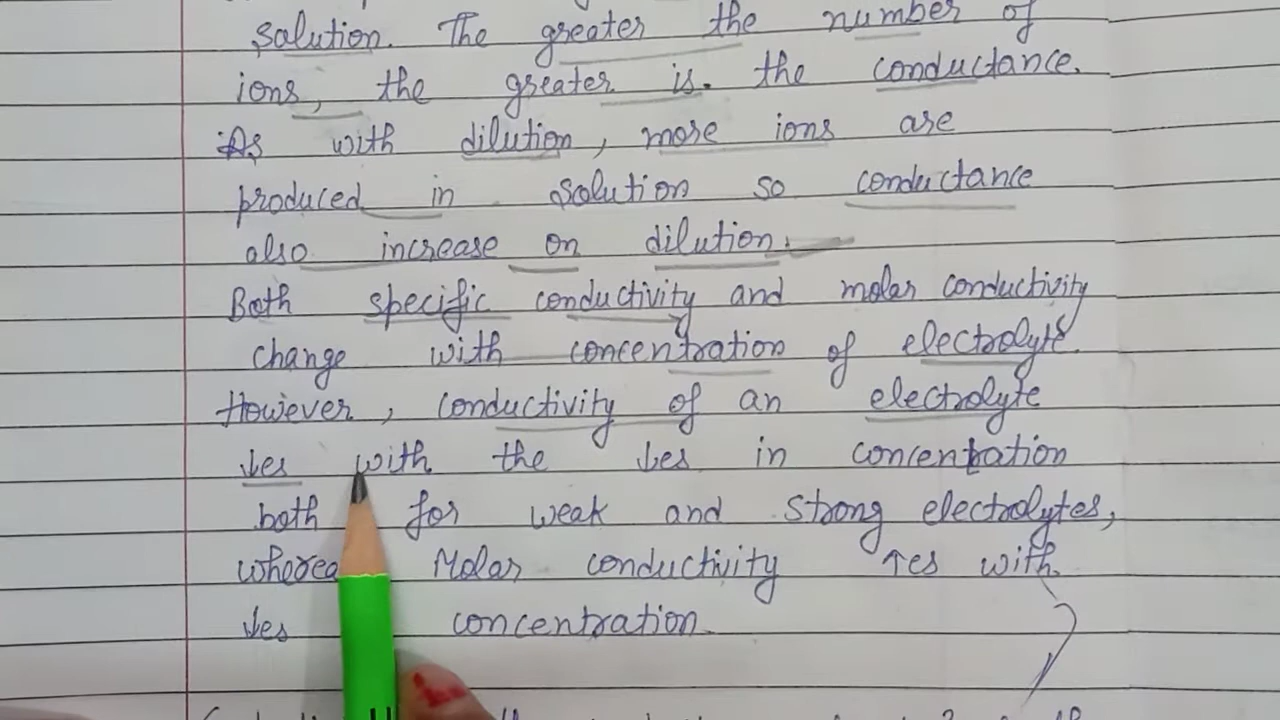 solution. The greater the number of
ions, the greater is. the conductance.
As with dilution, more ions are
produced in solution so conductance
also increase on dilution.
Both specific conductivity and molar conductivity
change with concentration of electrolyte.
However, conductivity of an electrolyte
↓es with the ↓es in concentration
both for weak and strong electrolytes,
wherea Molar conductivity ↑es with
↓es concentration.